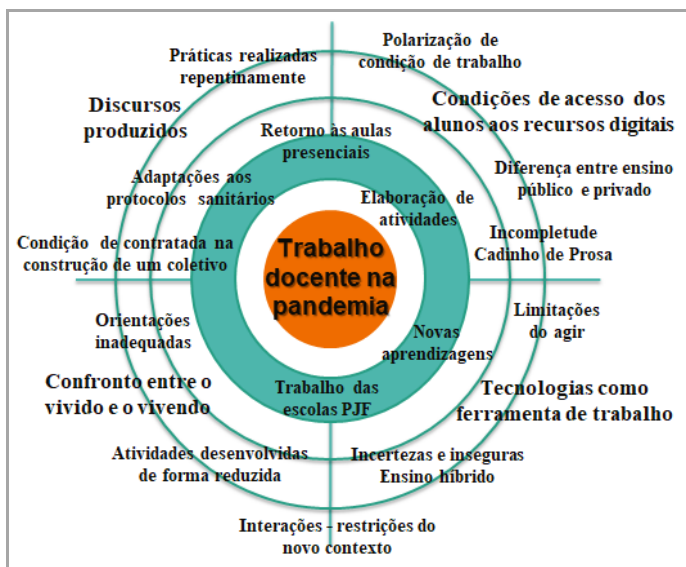 Práticas realizadas
repentinamente
Polarização de
condição de trabalho
Discursos
produzidos
Condições de acesso dos
alunos aos recursos digitais
Retorno às aulas
presenciais
Adaptações aos
protocolos sanitários
Elaboração de
atividades
Diferença entre ensino
público e privado
Condição de contratada na
construção de um coletivo
Trabalho
docente na
pandemia
Incompletude
Cadinho de Prosa
Orientações
inadequadas
Novas
aprendizagens
Limitações
do agir
Confronto entre o
vivido e o vivendo
Trabalho das
escolas PJF
Tecnologias como
ferramenta de trabalho
Atividades desenvolvidas
de forma reduzida
Incertezas e inseguras
Ensino híbrido
Interações - restrições do
novo contexto